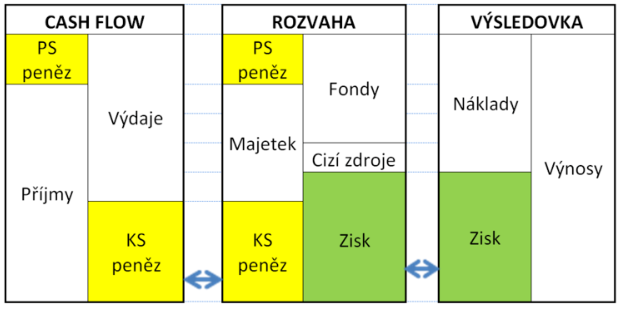 CASH FLOW
PS
peněz
Příjmy
Výdaje
KS
peněz
ROZVAHA
PS
peněz
Majetek
KS
peněz
Fondy
Cizí zdroje
Zisk
VÝSLEDOVKA
Náklady
Zisk
Výnosy